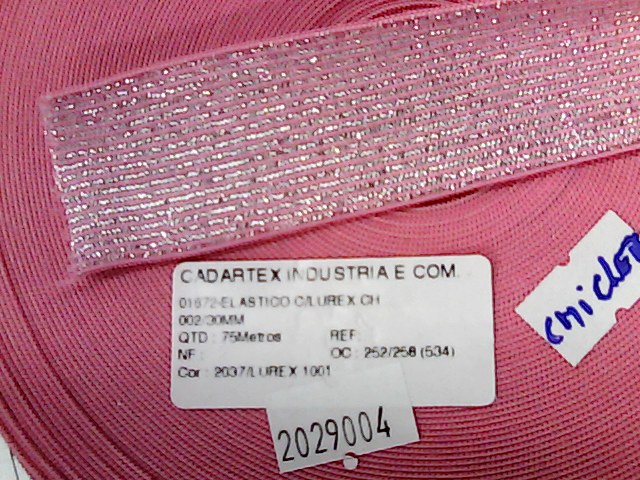 CADARTEX INDUSTRIA E COM.
01672-ELASTICO C/LUREX CH
002/30MM
QTD : 75Metros REF:
NF : OC : 252/258 (534)
Cor : 2037/LUREX 1001
2029004
chiclet